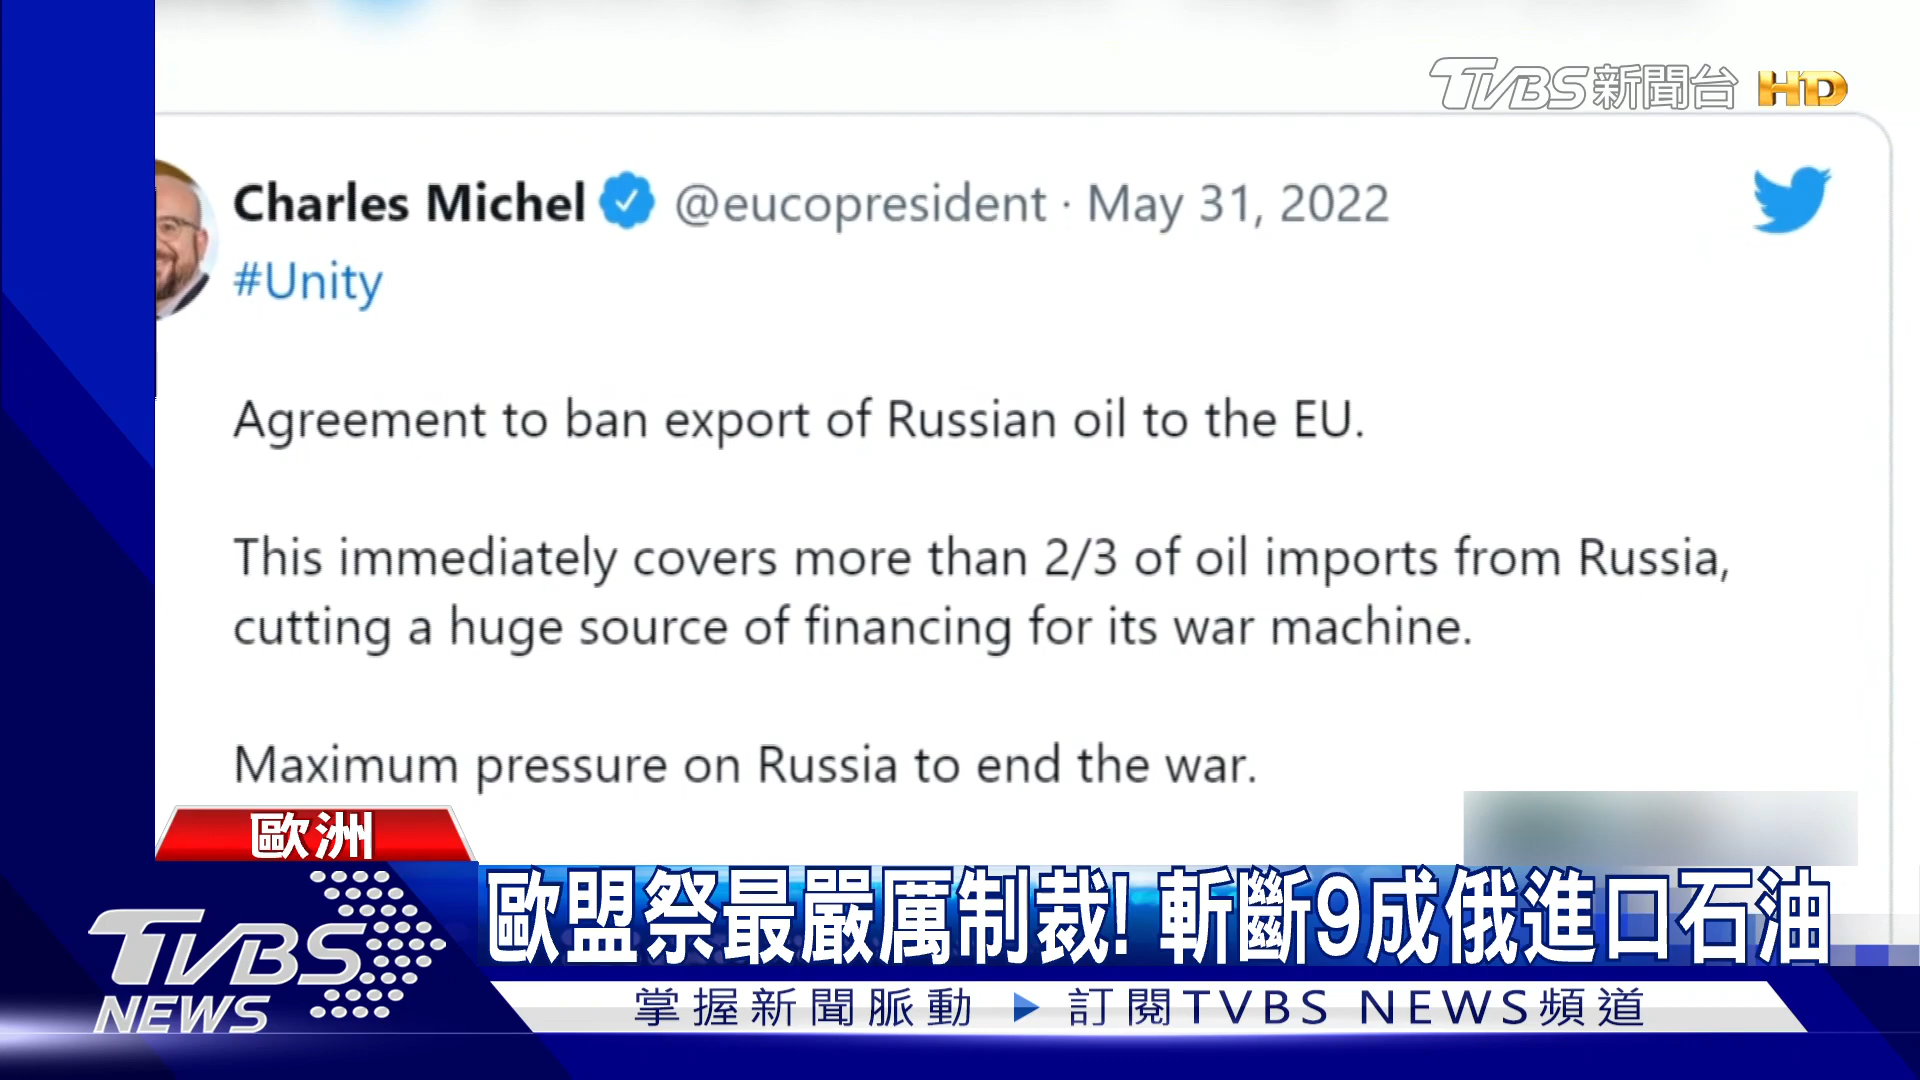 TVBS新聞台 HD
Charles Michel @eucopresident · May 31, 2022
#Unity
Agreement to ban export of Russian oil to the EU.
This immediately covers more than 2/3 of oil imports from Russia,
cutting a huge source of financing for its war machine.
Maximum pressure on Russia to end the war.
歐洲
歐盟祭最嚴厲制裁! 斬斷9成俄進口石油
TVBS
NEWS
掌握新聞脈動 ▶ 訂閱TVBS NEWS頻道